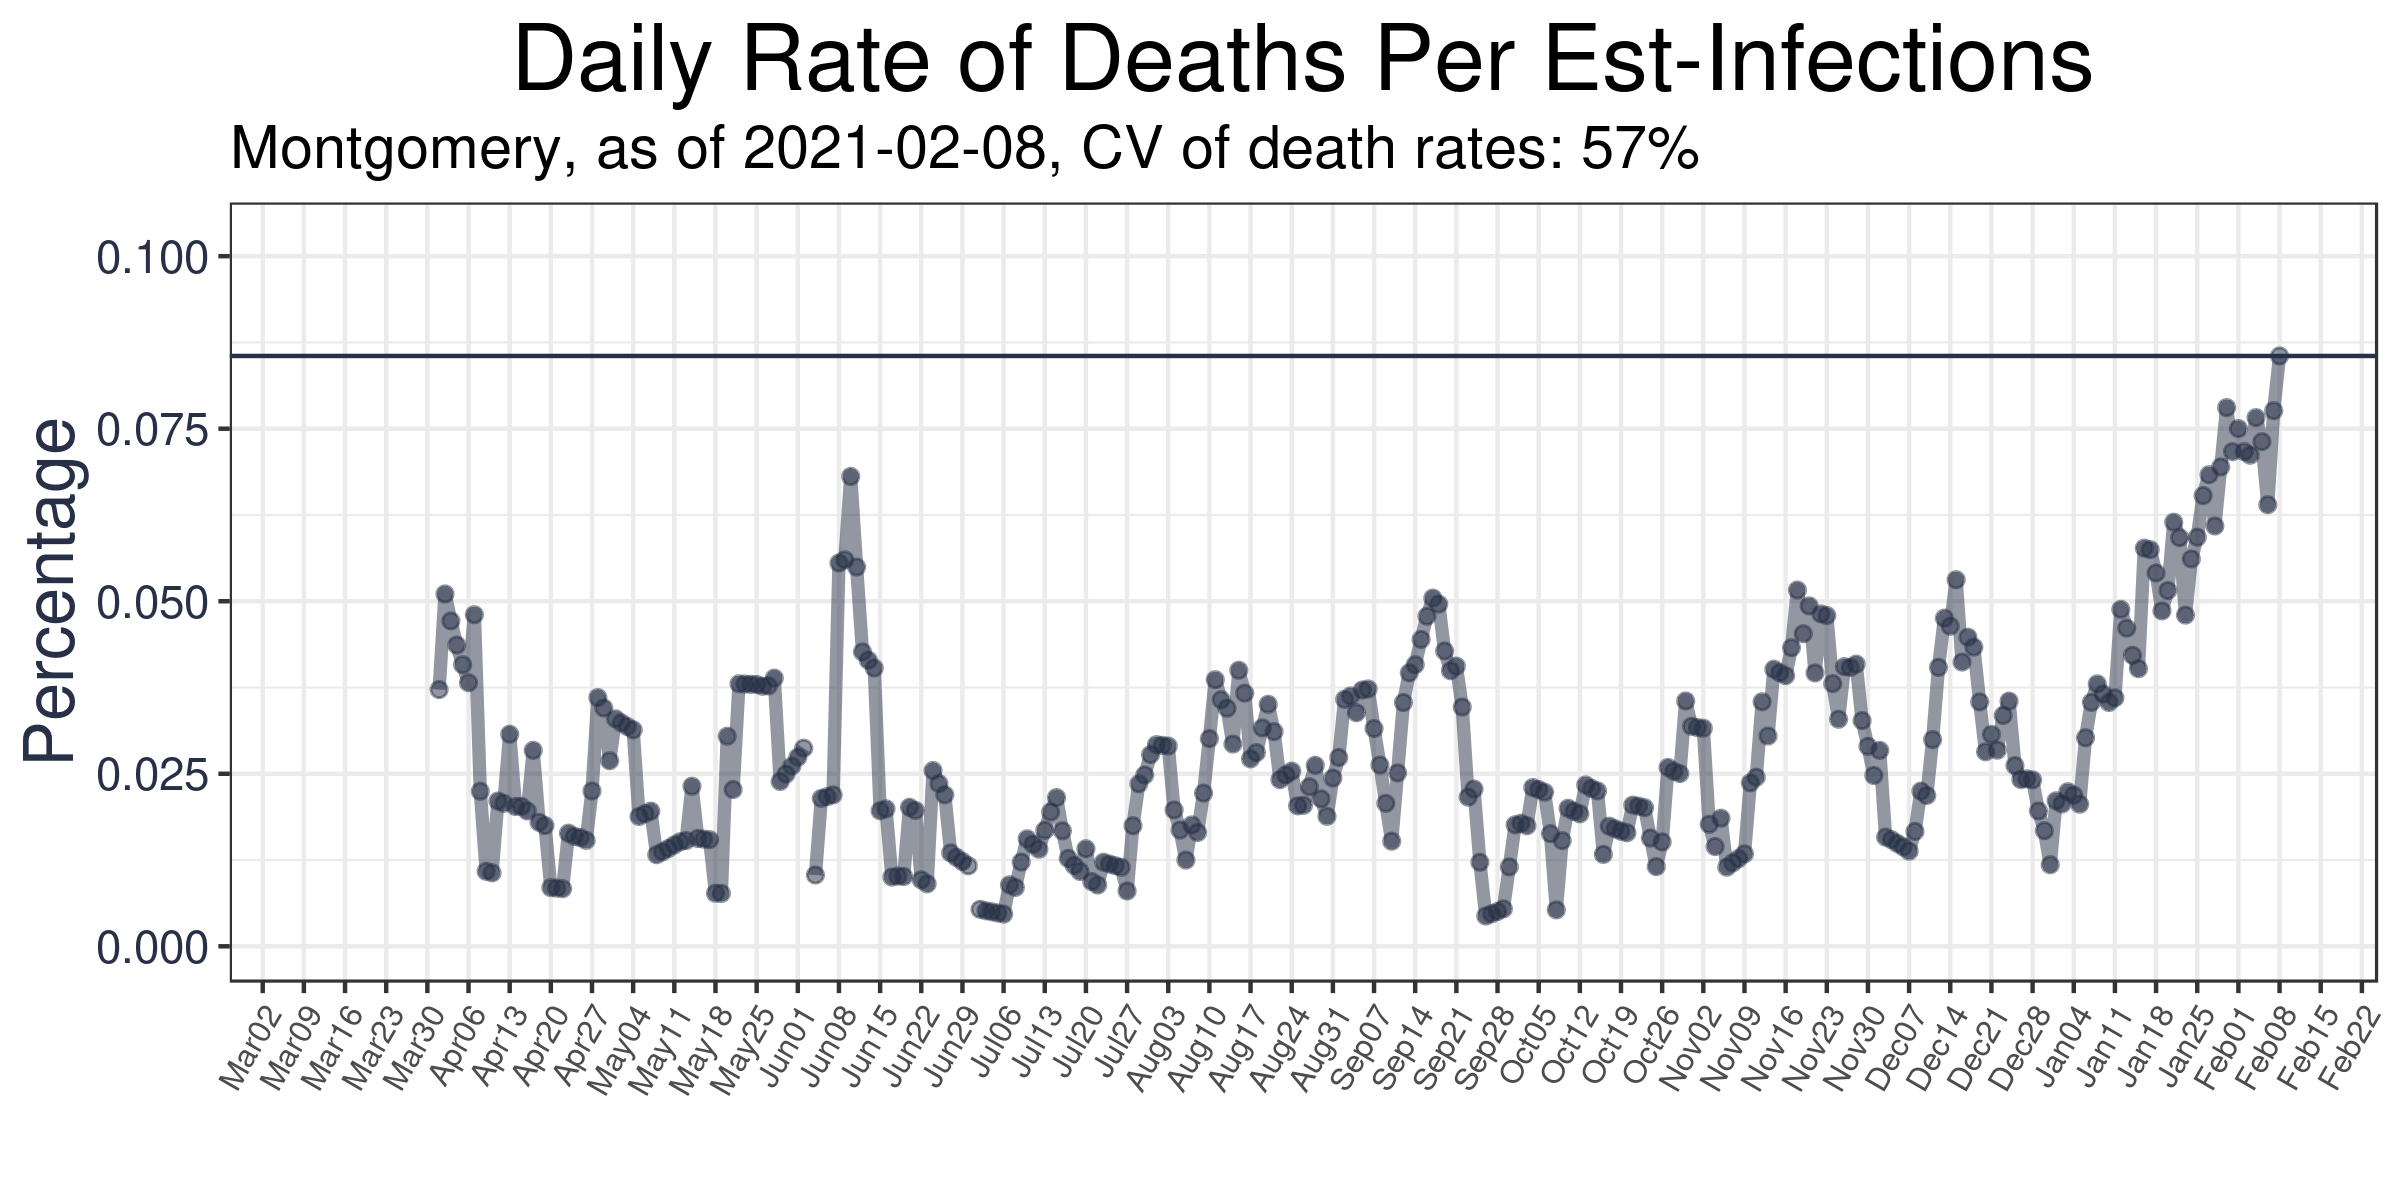 Daily Rate of Deaths Per Est-Infections
Montgomery, as of 2021-02-08, CV of death rates: 57%
Percentage
0.100
0.075
0.050
0.025
0.000
Mar02
Mar09
Mar16
Mar23
Mar30
Apr06
Apr13
Apr20
Apr27
May04
May11
May18
May25
Jun01
Jun08
Jun15
Jun22
Jun29
Jul06
Jul13
Jul20
Jul27
Aug03
Aug10
Aug17
Aug24
Aug31
Sep07
Sep14
Sep21
Sep28
Oct05
Oct12
Oct19
Oct26
Nov02
Nov09
Nov16
Nov23
Nov30
Dec07
Dec14
Dec21
Dec28
Jan04
Jan11
Jan18
Jan25
Feb01
Feb08
Feb15
Feb22